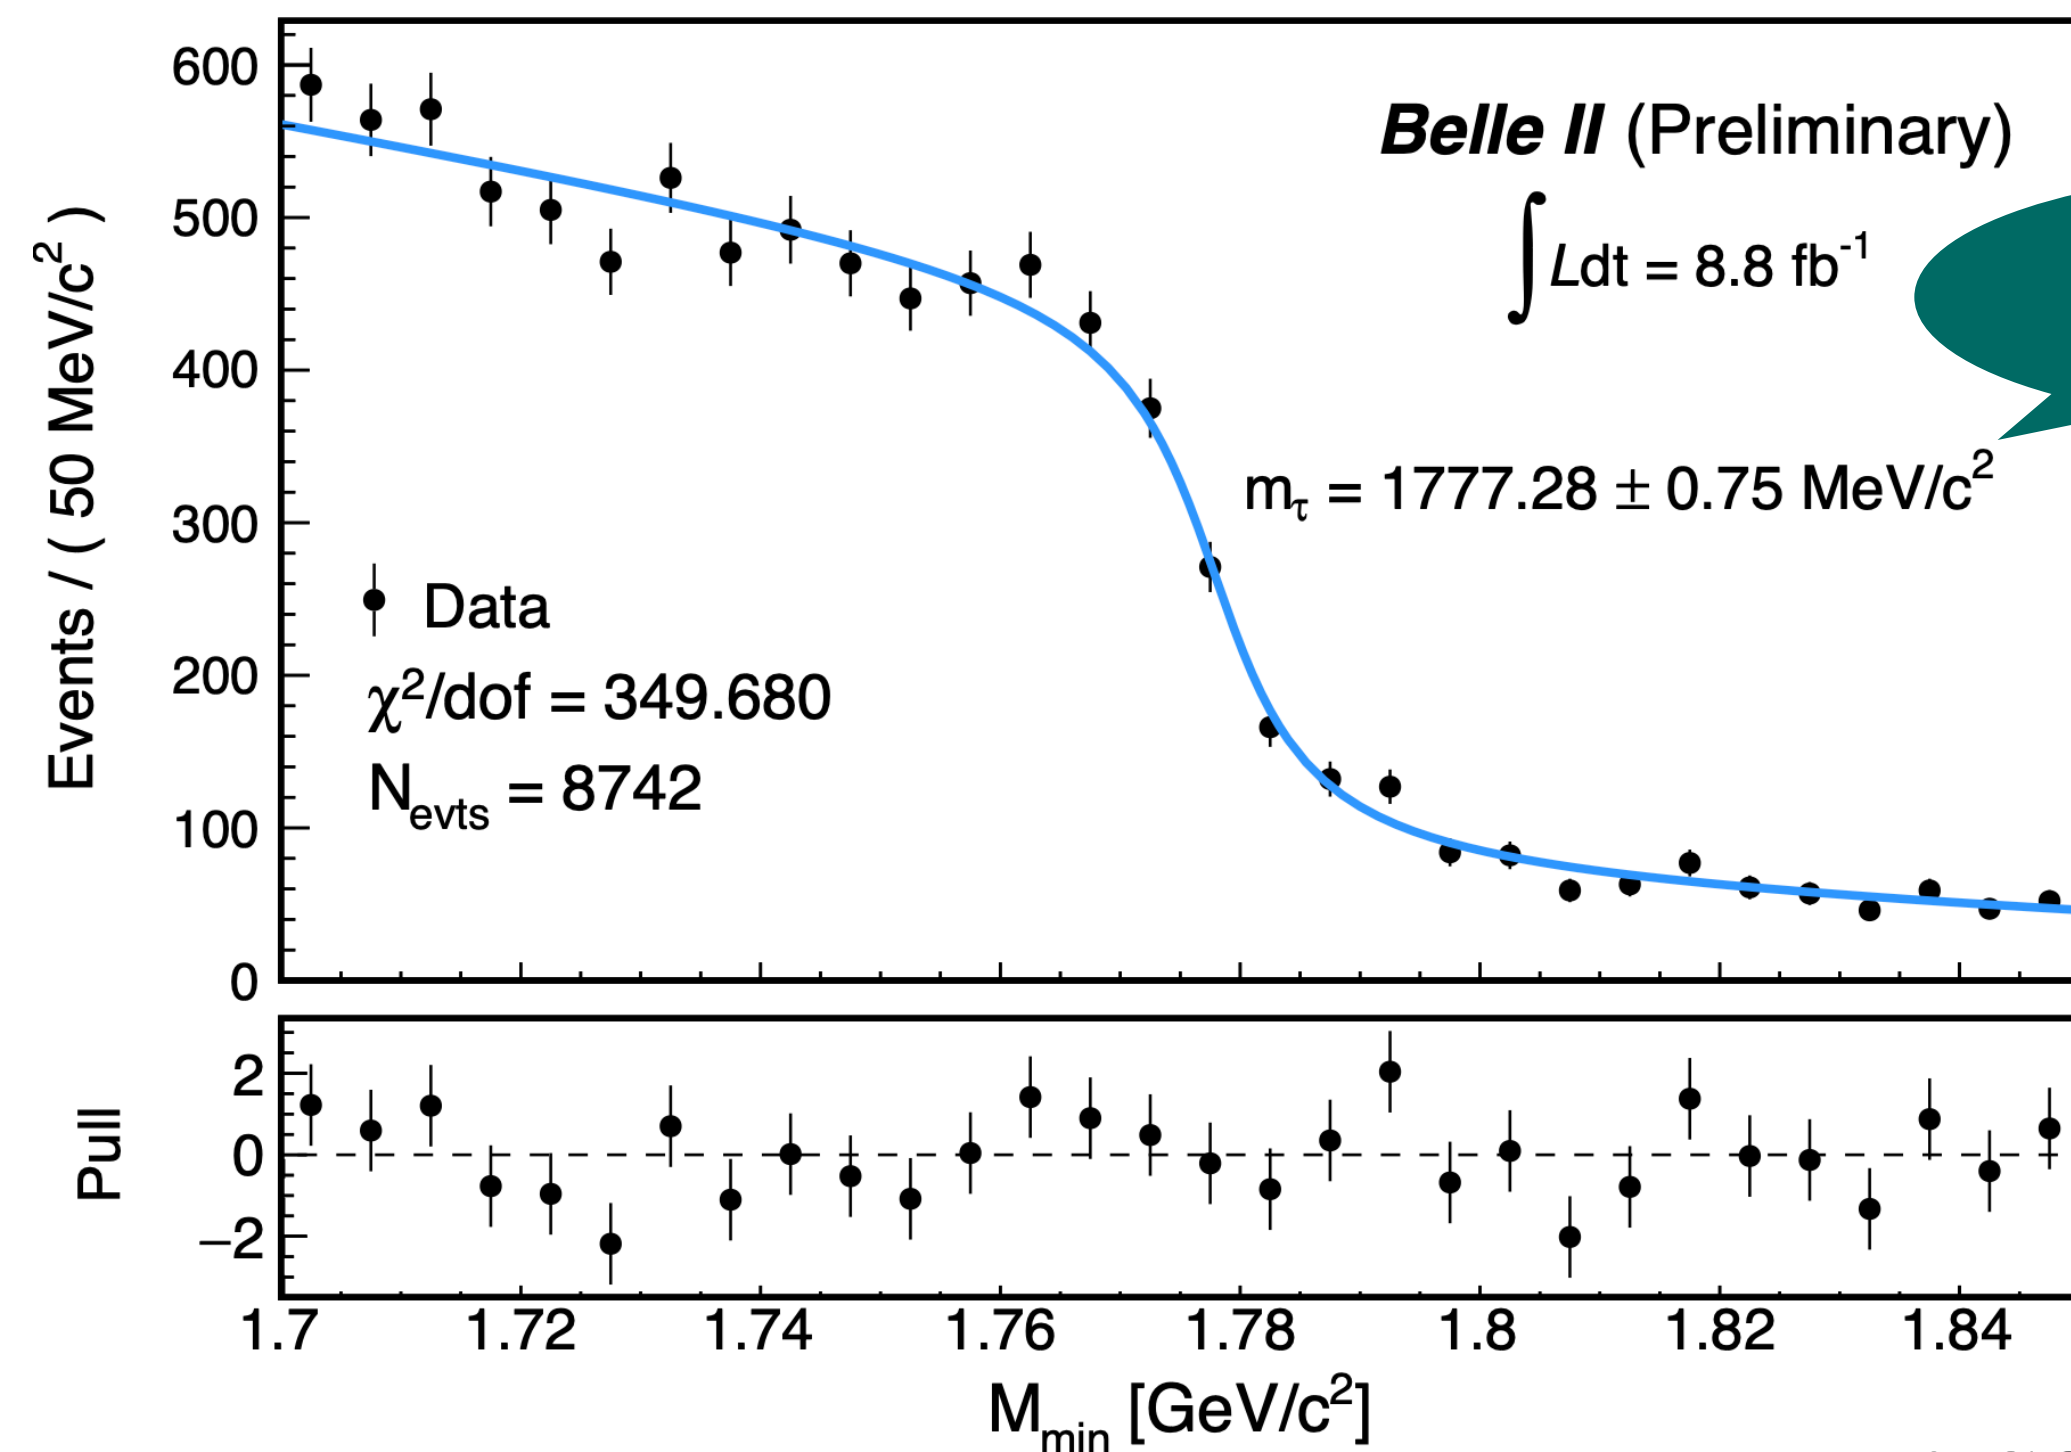 Events / ( 50 MeV/c² )
600
500
400
300
200
100
0
Belle II (Preliminary)
∫ Ldt = 8.8 fb⁻¹
m_τ = 1777.28 ± 0.75 MeV/c²
Data
χ²/dof = 349.680
N_evts = 8742
Pull
2
0
−2
1.7 1.72 1.74 1.76 1.78 1.8 1.82 1.84
M_min [GeV/c²]